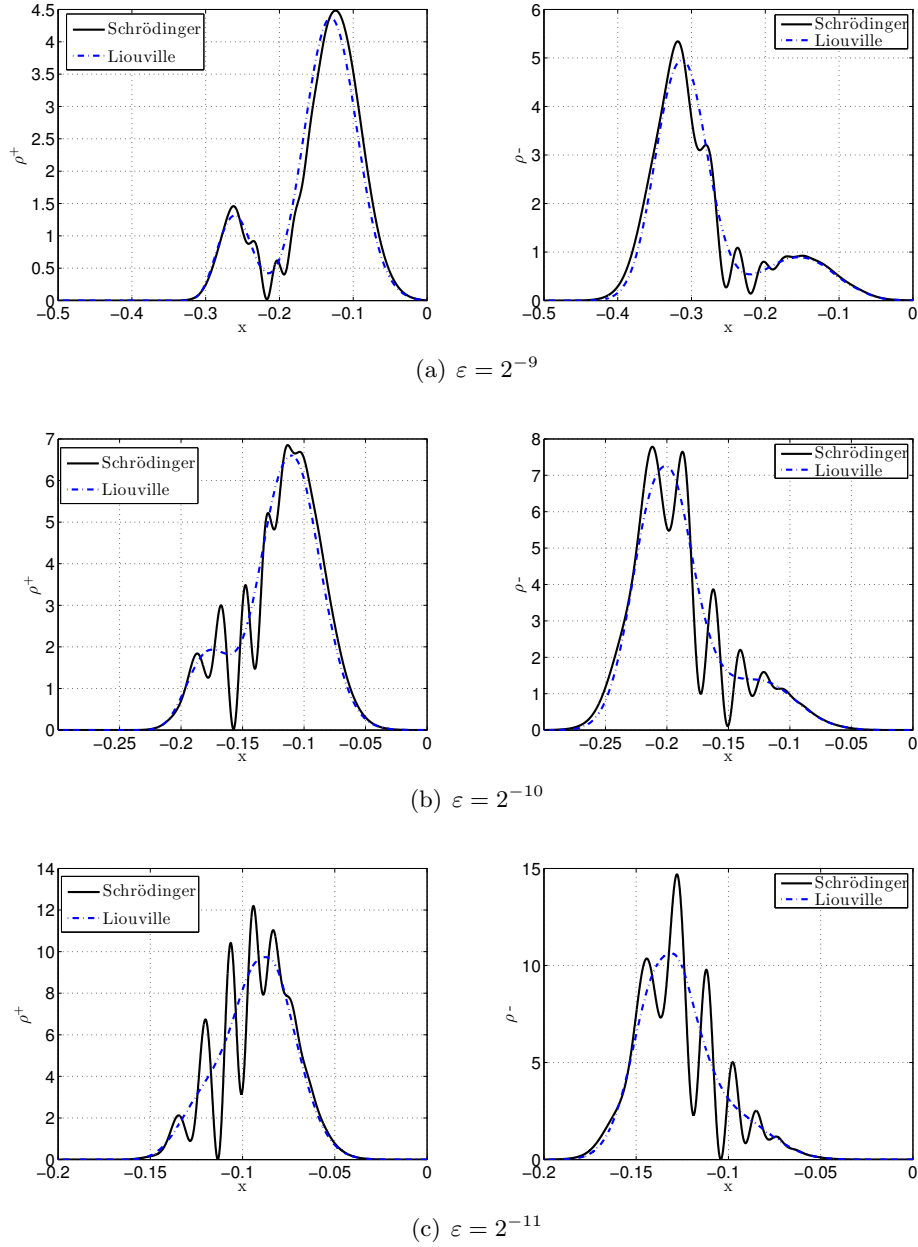 4.5
4
3.5
3
2.5
2
1.5
1
0.5
0
ρ⁺
Schrödinger
Liouville
−0.5 −0.4 −0.3 −0.2 −0.1 0
x
6
5
4
3
2
1
0
ρ-
Schrödinger
Liouville
−0.5 −0.4 −0.3 −0.2 −0.1 0
x
(a) ε = 2⁻⁹
7
6
5
4
3
2
1
0
ρ⁺
Schrödinger
Liouville
−0.25 −0.2 −0.15 −0.1 −0.05 0
x
8
7
6
5
4
3
2
1
0
ρ-
Schrödinger
Liouville
−0.25 −0.2 −0.15 −0.1 −0.05 0
x
(b) ε = 2⁻¹⁰
14
12
10
8
6
4
2
0
ρ⁺
Schrödinger
Liouville
−0.2 −0.15 −0.1 −0.05 0
x
15
10
5
0
ρ-
Schrödinger
Liouville
−0.2 −0.15 −0.1 −0.05 0
x
(c) ε = 2⁻¹¹